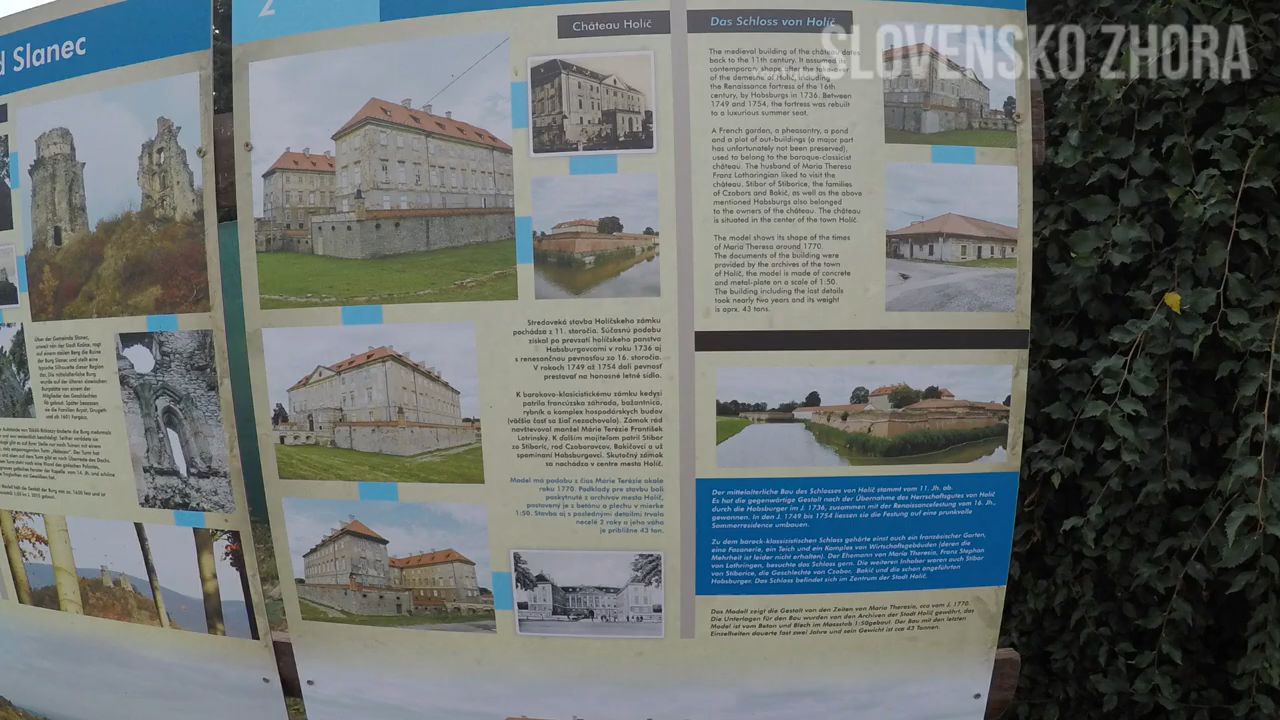 SLOVENSKO ZHORA
d Slanec
2
Château Holíč
Das Schloss von Holíč
The medieval building of the château dates
back to the 11th century. It assumed its
contemporary shape after the take-over
of the demesne of Holíč, including
the Renaissance fortress of the 16th
century, by Habsburgs in 1736. Between
1749 and 1754, the fortress was rebuilt
to a luxurious summer seat.
A French garden, a pheasantry, a pond
and a plot of out-buildings (a major part
has unfortunately not been preserved),
used to belong to the baroque-classicist
château. The husband of Maria Theresa
Franz Lotharingian liked to visit the
château, Stibor of Stiborice, the families
of Czobors and Bakič, as well as the above
mentioned Habsburgs also belonged
to the owners of the château. The château
is situated in the center of the town Holíč.
The model shows its shape of the times
of Maria Theresa around 1770.
The documents of the building were
provided by the archives of the town
of Holíč, the model is made of concrete
and metal-plate on a scale of 1:50.
The building including the last details
took nearly two years and its weight
is aprx. 43 tons.
Stredoveká stavba Holíčskeho zámku
pochádza z 11. storočia. Súčasnú podobu
získal po prevzatí holíčskeho panstva
Habsburgovcami v roku 1736 aj
s renesančnou pevnosťou zo 16. storočia.
V rokoch 1749 až 1754 dali pevnosť
prestavať na honosné letné sídlo.
K barokovo-klasicistickému zámku kedysi
patrila francúzska záhrada, bažantnica,
rybník a komplex hospodárskych budov
(väčšia časť sa žiaľ nezachovala). Zámok rád
navštevoval manžel Márie Terézie František
Lotrinský. K ďalším majiteľom patril Stibor
zo Stiboríc, rod Czoborovcov, Bakičovci a už
spomínaní Habsburgovci. Skutočný zámok
sa nachádza v centre mesta Holíč.
Model má podobu z čias Márie Terézie okolo
roku 1770. Podklady pre stavbu boli
poskytnuté z archívov mesta Holíč,
postavený je z betónu a plechu v mierke
1:50. Stavba aj s poslednými detailmi trvala
necelé 2 roky a jeho váha
je približne 43 ton.
Der mittelalterliche Bau des Schlosses von Holíč stammt vom 11. Jh. ab.
Es hat die gegenwärtige Gestalt nach der Übernahme des Herrschaftsgutes von Holíč
durch die Habsburger im J. 1736, zusammen mit der Renaissancefestung vom 16. Jh.,
gewonnen. In den J. 1749 bis 1754 liessen sie die Festung auf eine prunkvolle
Sommerresidence umbauen.
Zu dem barock-klassizistischen Schloss gehörte einst auch ein französischer Garten,
eine Fasanerie, ein Teich und ein Komplex von Wirtschaftsgebäuden (deren die
Mehrheit ist leider nicht erhalten). Der Ehemann von Maria Theresia, Franz Stephan
von Lothringen, besuchte das Schloss gern. Die weiteren Inhaber waren auch Stibor
von Stiborice, die Geschlechte von Czobor, Bakič und die schon angeführten
Habsburger. Das Schloss befindet sich im Zentrum der Stadt Holíč.
Das Modell zeigt die Gestalt von den Zeiten von Maria Theresia, cca vom J. 1770.
Die Unterlagen für den Bau wurden von den Archiven der Stadt Holíč gewährt, das
Model ist vom Beton und Blech im Massstab 1:50gebaut. Der Bau mit den letzten
Einzelheiten dauerte fast zwei Jahre und sein Gewicht ist cca 43 Tonnen.